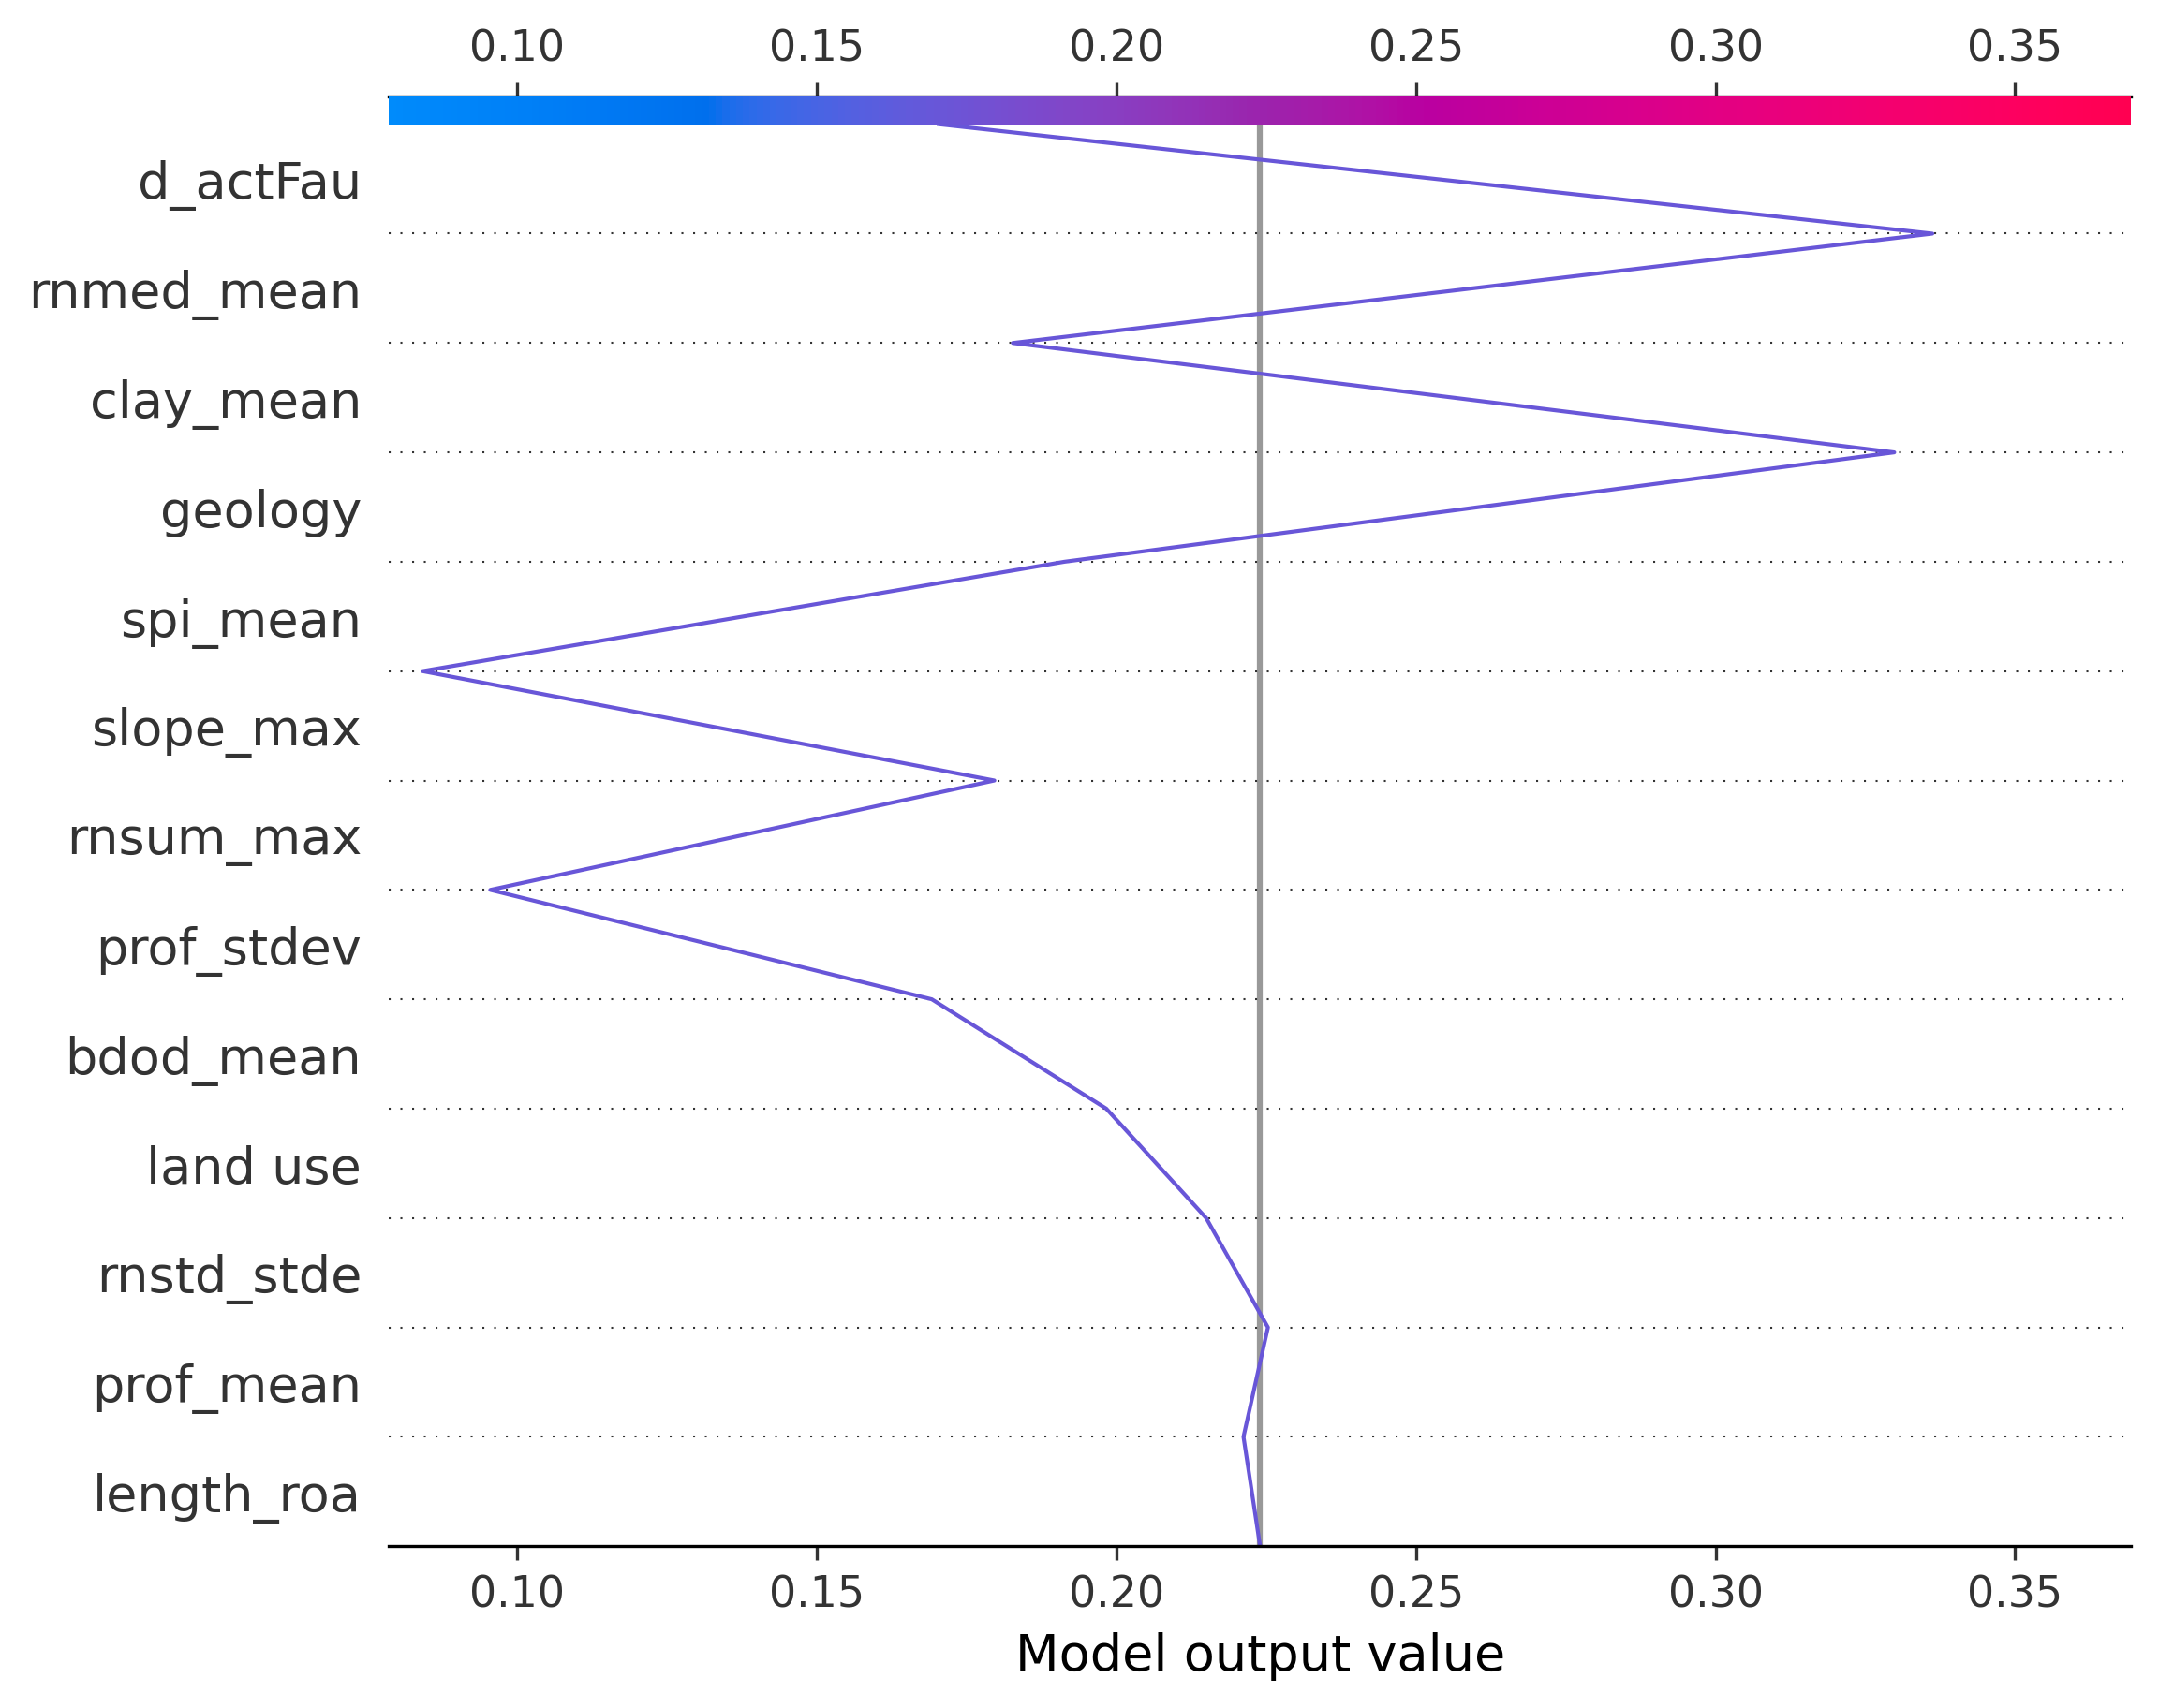 0.10 0.15 0.20 0.25 0.30 0.35
d_actFau
rnmed_mean
clay_mean
geology
spi_mean
slope_max
rnsum_max
prof_stdev
bdod_mean
land use
rnstd_stde
prof_mean
length_roa
0.10 0.15 0.20 0.25 0.30 0.35
Model output value